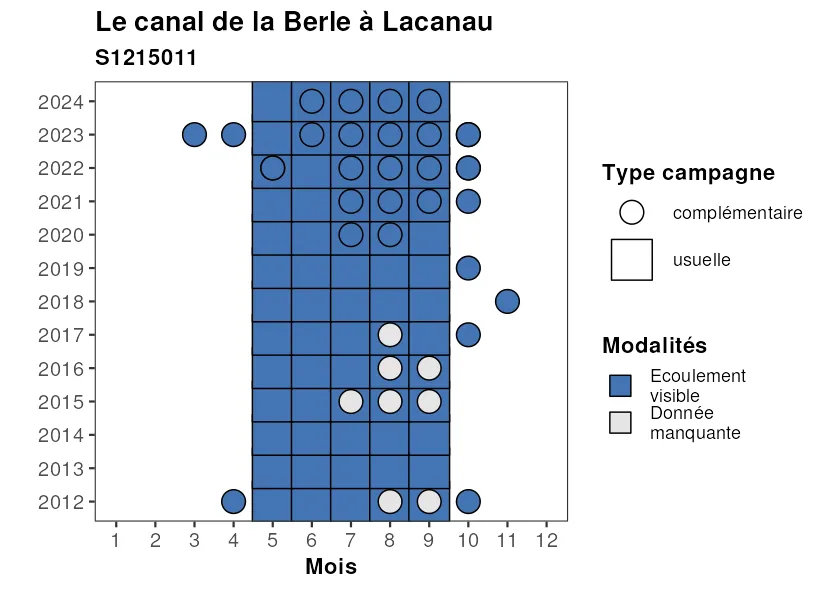 Le canal de la Berle à Lacanau
S1215011
2024
2023
2022
2021
2020
2019
2018
2017
2016
2015
2014
2013
2012
1 2 3 4 5 6 7 8 9 10 11 12
Mois
Type campagne
complémentaire
usuelle
Modalités
Ecoulement
visible
Donnée
manquante